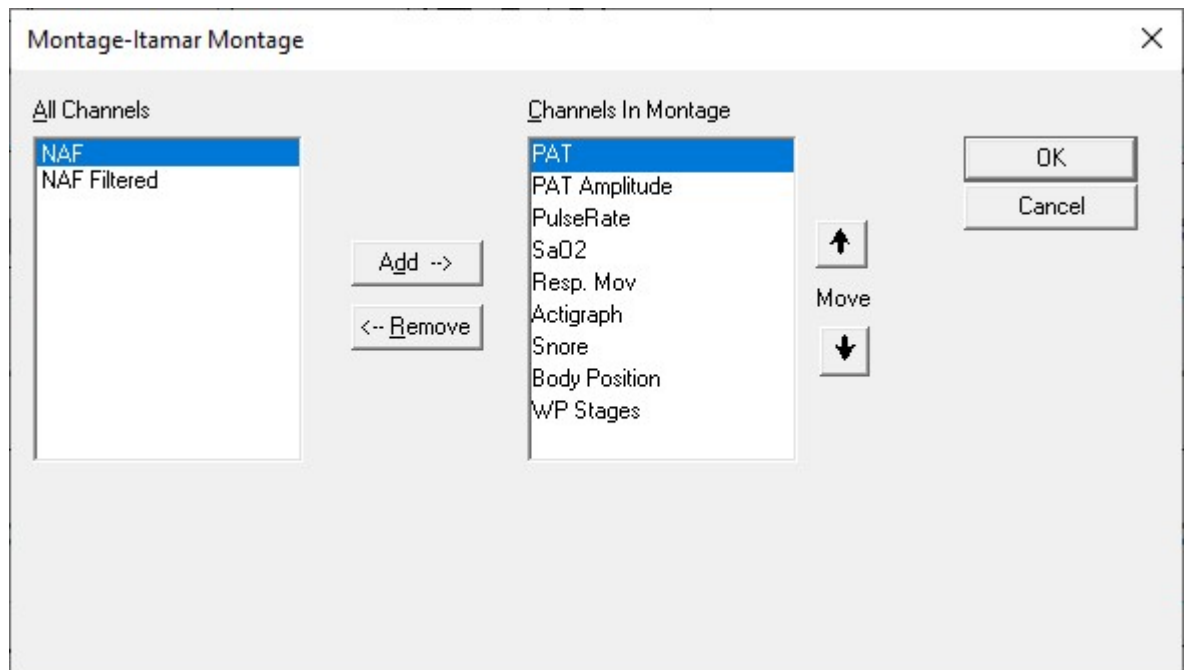 Montage-Itamar Montage
All Channels
NAF
NAF Filtered
Add -->
<-- Remove
Channels In Montage
PAT
PAT Amplitude
PulseRate
SaO2
Resp. Mov
Actigraph
Snore
Body Position
WP Stages
Move
OK
Cancel